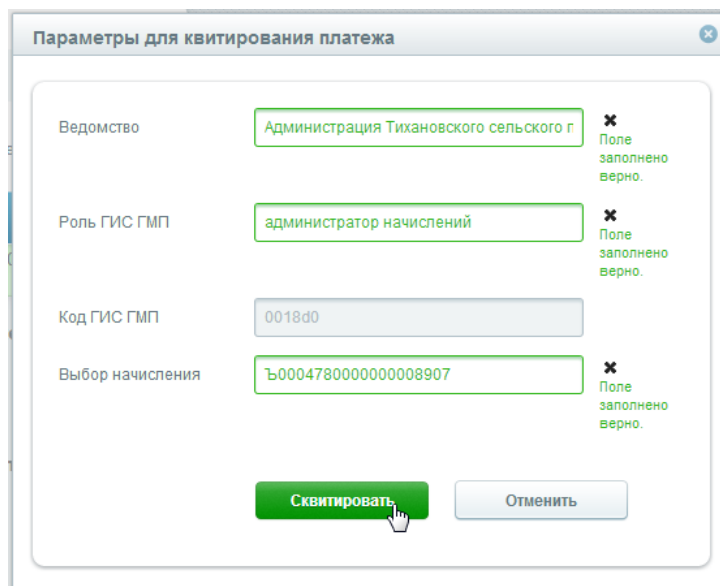 Параметры для квитирования платежа
Ведомство
Администрация Тихановского сельского п
Поле
заполнено
верно.
Роль ГИС ГМП
администратор начислений
Поле
заполнено
верно.
Код ГИС ГМП
0018d0
Выбор начисления
Ъ0004780000000008907
Поле
заполнено
верно.
Сквитировать
Отменить